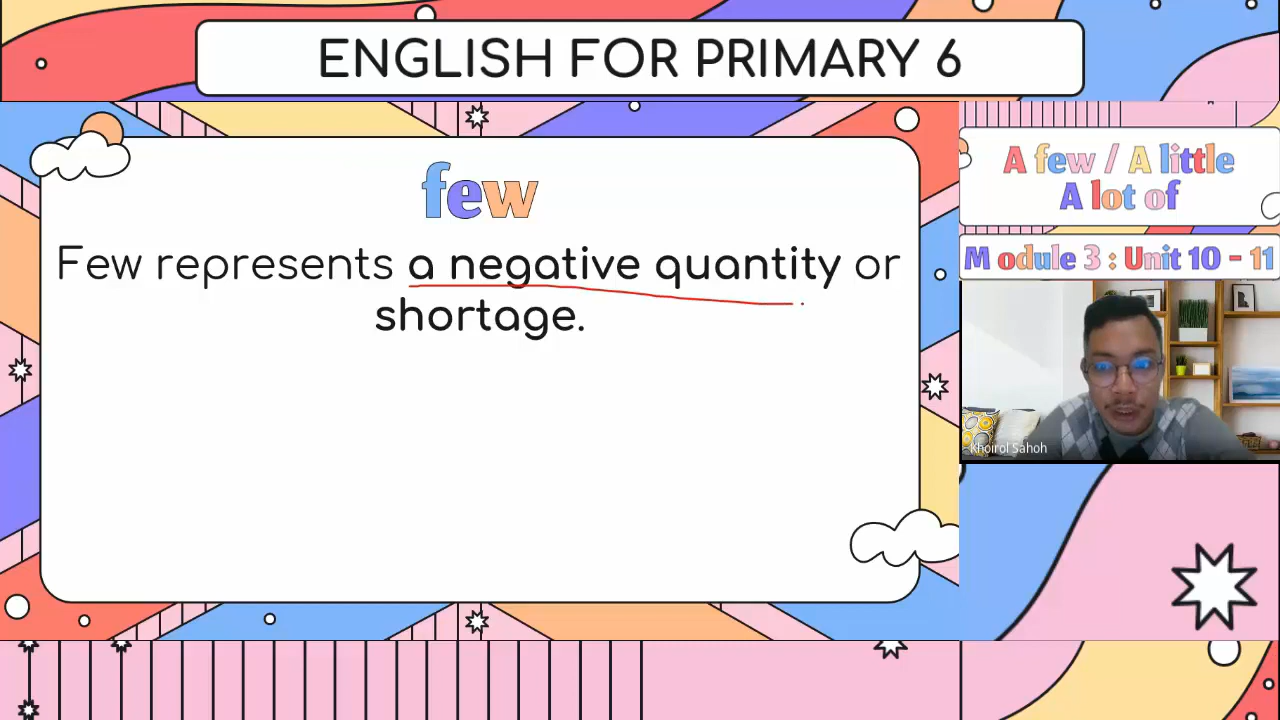 ENGLISH FOR PRIMARY 6
few
Few represents a negative quantity or
shortage.
A few / A little
A lot of
Module 3 : Unit 10 - 11
Khoirol Sahoh